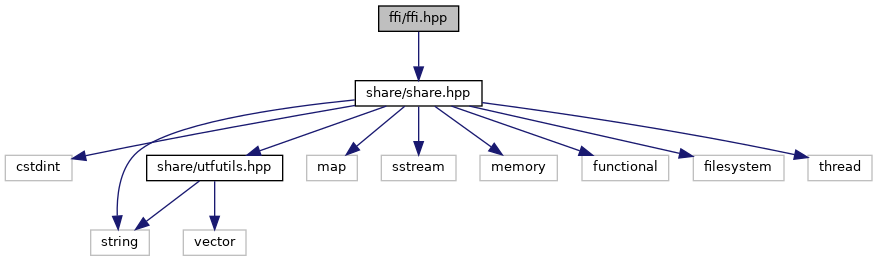 ffi/ffi.hpp
share/share.hpp
cstdint
share/utfutils.hpp
map
sstream
memory
functional
filesystem
thread
string
vector